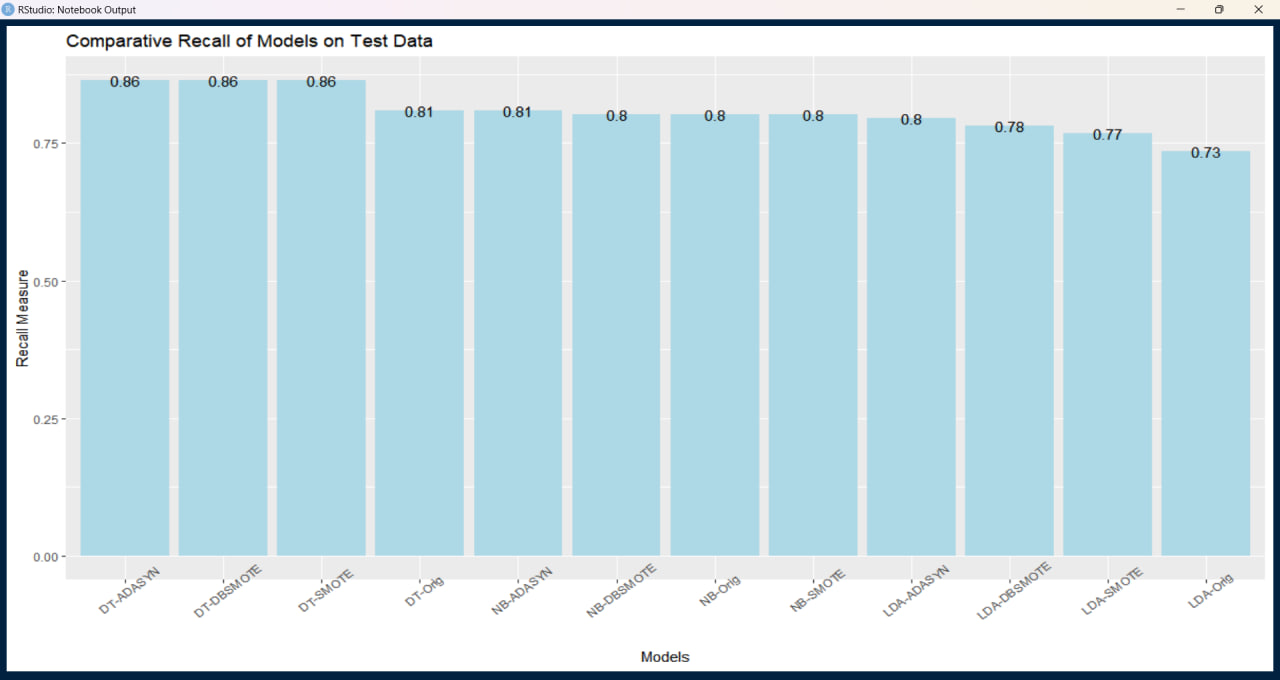 R RStudio: Notebook Output
Comparative Recall of Models on Test Data
0.86 0.86 0.86 0.81 0.81 0.8 0.8 0.8 0.8 0.78 0.77 0.73
0.75
0.50
0.25
0.00
Recall Measure
DT-ADASYN DT-DBSMOTE DT-SMOTE DT-Orig NB-ADASYN NB-DBSMOTE NB-Orig NB-SMOTE LDA-ADASYN LDA-DBSMOTE LDA-SMOTE LDA-Orig
Models